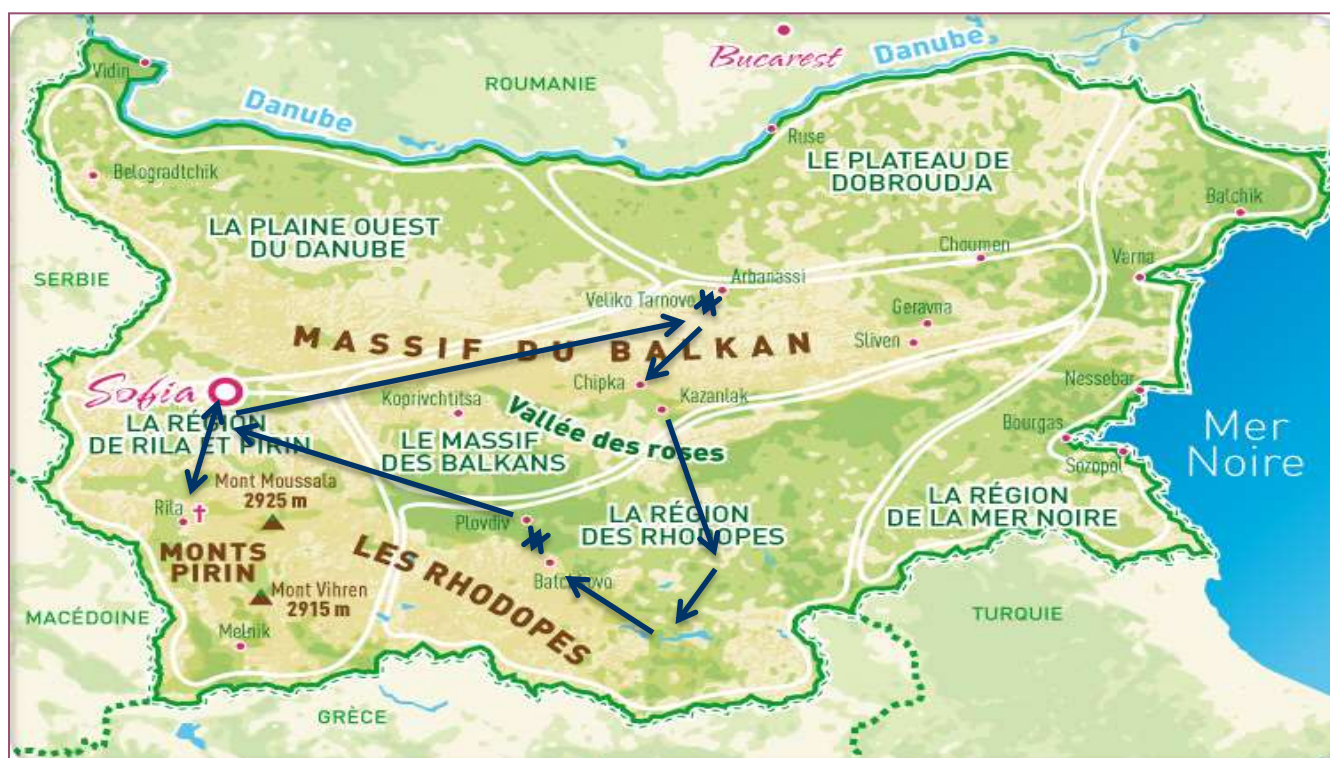 Bucarest
Danube
Vidin
ROUMANIE
Danube
Ruse
LE PLATEAU DE
DOBROUDJA
Belogradtchik
Batchik
LA PLAINE OUEST
DU DANUBE
Choumen
SERBIE
Varna
Arbanassi
Veliko Tarnovo
Geravna
MASSIF DU BALKAN
Sliven
Sofia
Chipka
Kazanlak
Nessebar
Koprivchtitsa
Vallée des roses
LA RÉGION
DE RILA ET PIRIN
LE MASSIF
DES BALKANS
Bourgas
Mer
Noire
Sozopol
Mont Moussala
2925 m
Rila
Plovdiv
LA RÉGION
DES RHODOPES
LA RÉGION
DE LA MER NOIRE
MONTS
PIRIN
LES RHODOPES
Mont Vihren
2915 m
MACÉDOINE
TURQUIE
Melnik
GRÈCE